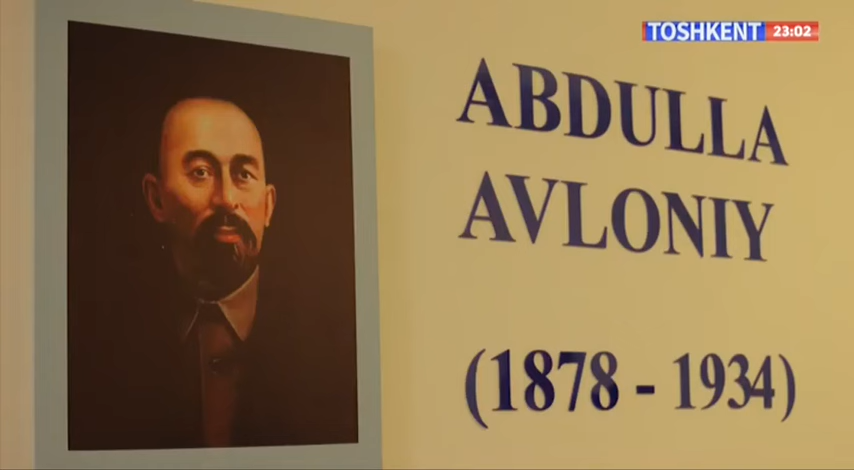 TOSHKENT 23:02
ABDULLA
AVLONIY
(1878 - 1934)